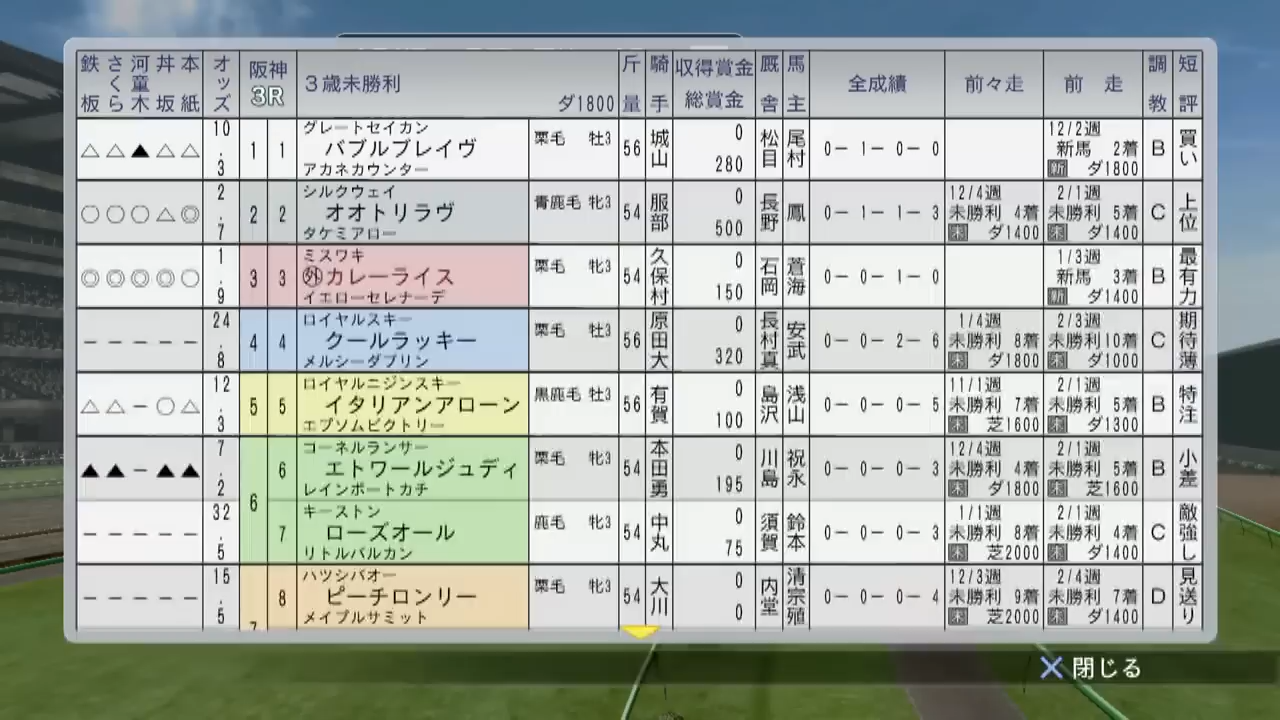 鉄板 さくら 河童木 丼坂 本紙 オッズ 阪神 3R 3歳未勝利 ダ1800 斤量 騎手 収得賞金 総賞金 厩舎 馬主 全成績 前々走 前 走 調教 短評
△ △ ▲ △ △ 10.3 1 1 グレートセイカン バブルブレイヴ アカネカウンター 栗毛 牡3 56 城山 0 280 松目 尾村 0- 1- 0- 0 12/2週 新馬 2着 新 ダ1800 B 買い
○ ○ ○ △ ◎ 2.7 2 2 シルクウェイ オオトリラヴ タケミアロー 青鹿毛 牝3 54 服部 0 500 長野 鳳 0- 1- 1- 3 12/4週 未勝利 4着 未 ダ1400 2/1週 未勝利 5着 未 ダ1400 C 上位
◎ ◎ ◎ ◎ ○ 1.9 3 3 ミスワキ 外 カレーライス イエローセレナーデ 栗毛 牝3 54 久保村 0 150 石岡 蒼海 0- 0- 1- 0 1/3週 新馬 3着 新 ダ1400 B 最有力
- - - - - 24.8 4 4 ロイヤルスキー クールラッキー メルシーダブリン 栗毛 牡3 56 原田大 0 320 長村真 安武 0- 0- 2- 6 1/4週 未勝利 8着 未 ダ1800 2/3週 未勝利10着 未 ダ1000 C 期待薄
△ △ - ○ △ 12.3 5 5 ロイヤルニジンスキー イタリアンアローン エプソムビクトリー 黒鹿毛 牡3 56 有賀 0 100 島沢 浅山 0- 0- 0- 5 11/1週 未勝利 7着 未 芝1600 2/1週 未勝利 5着 未 ダ1300 B 特注
▲ ▲ - ▲ ▲ 7.2 6 6 コーネルランサー エトワールジュディ レインボートカチ 栗毛 牝3 54 本田勇 0 195 川島 祝永 0- 0- 0- 3 12/4週 未勝利 4着 未 ダ1800 2/1週 未勝利 5着 未 芝1600 B 小差
- - - - - 32.5 7 キーストン ローズオール リトルバルカン 鹿毛 牝3 54 中丸 0 75 須賀 鈴本 0- 0- 0- 3 1/1週 未勝利 8着 未 芝2000 2/1週 未勝利 4着 未 ダ1400 C 敵強し
- - - - - 15.5 7 8 ハツシバオー ピーチロンリー メイプルサミット 栗毛 牝3 54 大川 0 0 内堂 清宗殖 0- 0- 0- 4 12/3週 未勝利 9着 未 芝2000 2/4週 未勝利 7着 未 ダ1400 D 見送り
閉じる